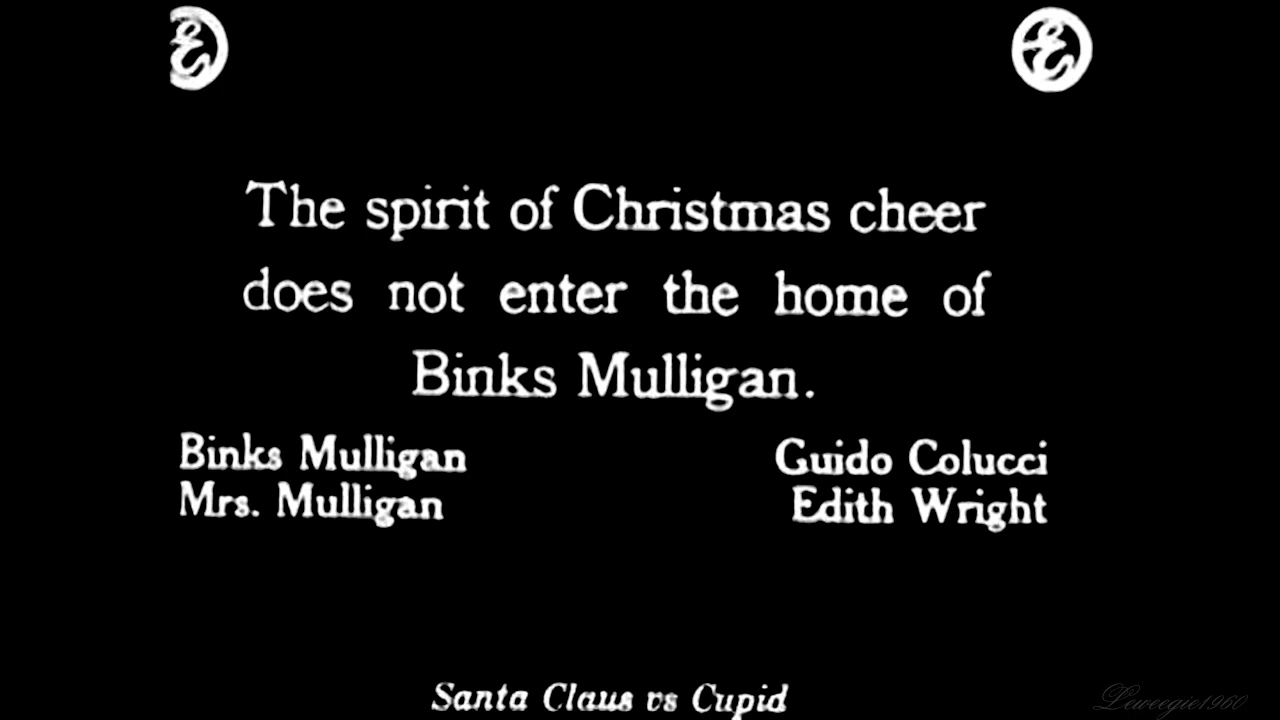 E E
The spirit of Christmas cheer
does not enter the home of
Binks Mulligan.
Binks Mulligan Guido Colucci
Mrs. Mulligan Edith Wright
Santa Claus vs Cupid
Leweegie1960